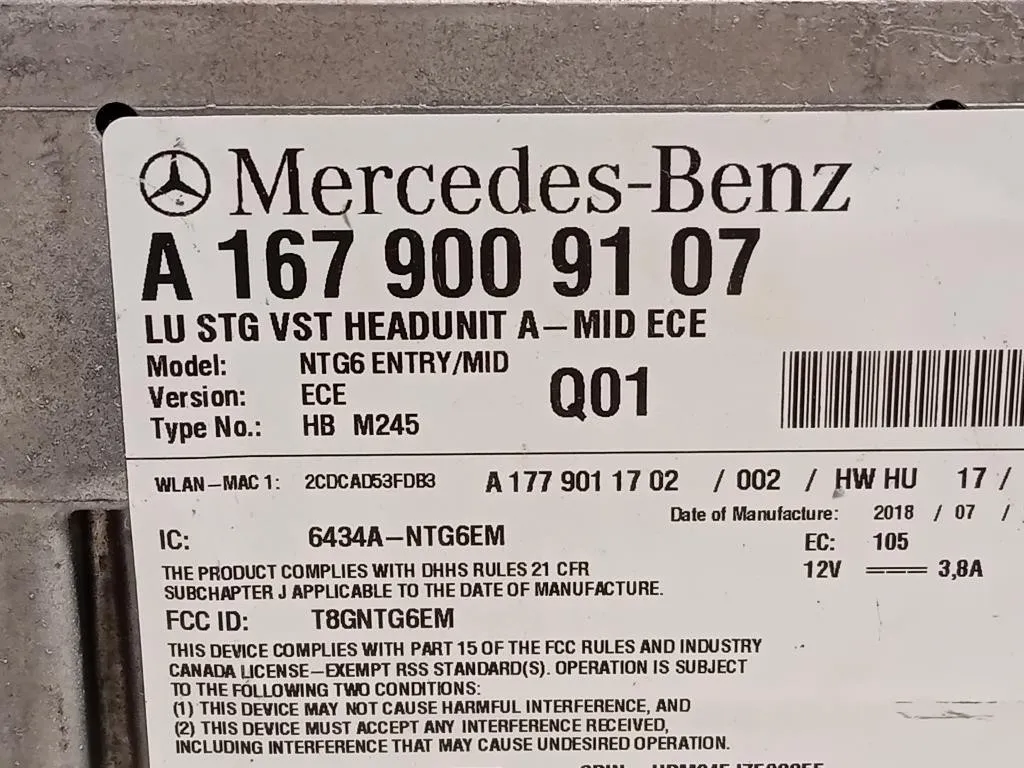 Mercedes-Benz
A 167 900 91 07
LU STG VST HEADUNIT A-MID ECE
Model: NTG6 ENTRY/MID
Version: ECE
Q01
Type No.: HB M245
WLAN-MAC 1: 2CDCAD53FDB3 A 177 901 17 02 / 002 / HW HU 17 /
Date of Manufacture: 2018 / 07 /
IC: 6434A-NTG6EM
EC: 105
12V 3,8A
THE PRODUCT COMPLIES WITH DHHS RULES 21 CFR
SUBCHAPTER J APPLICABLE TO THE DATE OF MANUFACTURE.
FCC ID: T8GNTG6EM
THIS DEVICE COMPLIES WITH PART 15 OF THE FCC RULES AND INDUSTRY
CANADA LICENSE-EXEMPT RSS STANDARD(S). OPERATION IS SUBJECT
TO THE FOLLOWING TWO CONDITIONS:
(1) THIS DEVICE MAY NOT CAUSE HARMFUL INTERFERENCE, AND
(2) THIS DEVICE MUST ACCEPT ANY INTERFERENCE RECEIVED,
INCLUDING INTERFERENCE THAT MAY CAUSE UNDESIRED OPERATION.